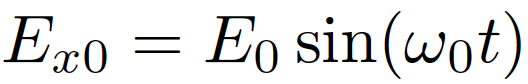 $E_{x0} = E_0 \sin(\omega_0 t)$